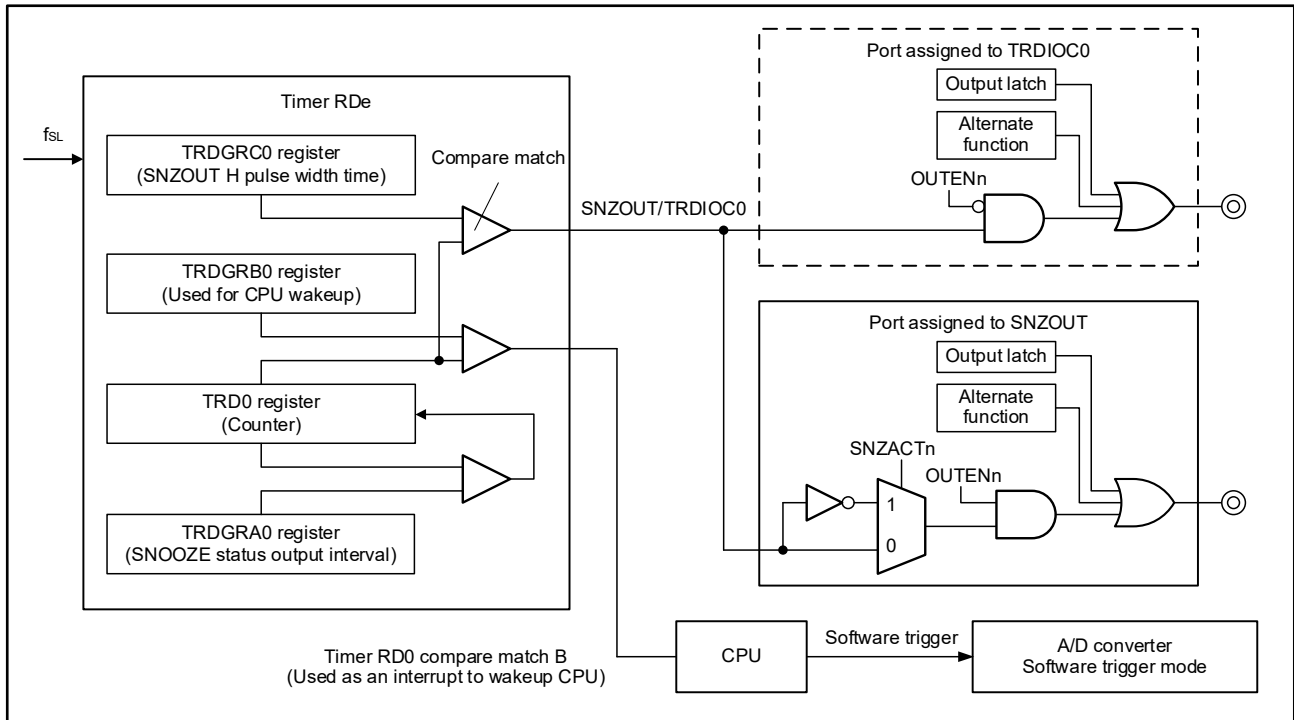 Timer RDe
fSL
TRDGRC0 register
(SNZOUT H pulse width time)
Compare match
TRDGRB0 register
(Used for CPU wakeup)
TRD0 register
(Counter)
TRDGRA0 register
(SNOOZE status output interval)
SNZOUT/TRDIOC0
Port assigned to TRDIOC0
Output latch
Alternate
function
OUTENn
Port assigned to SNZOUT
Output latch
Alternate
function
SNZACTn
OUTENn
1
0
Timer RD0 compare match B
(Used as an interrupt to wakeup CPU)
CPU
Software trigger
A/D converter
Software trigger mode